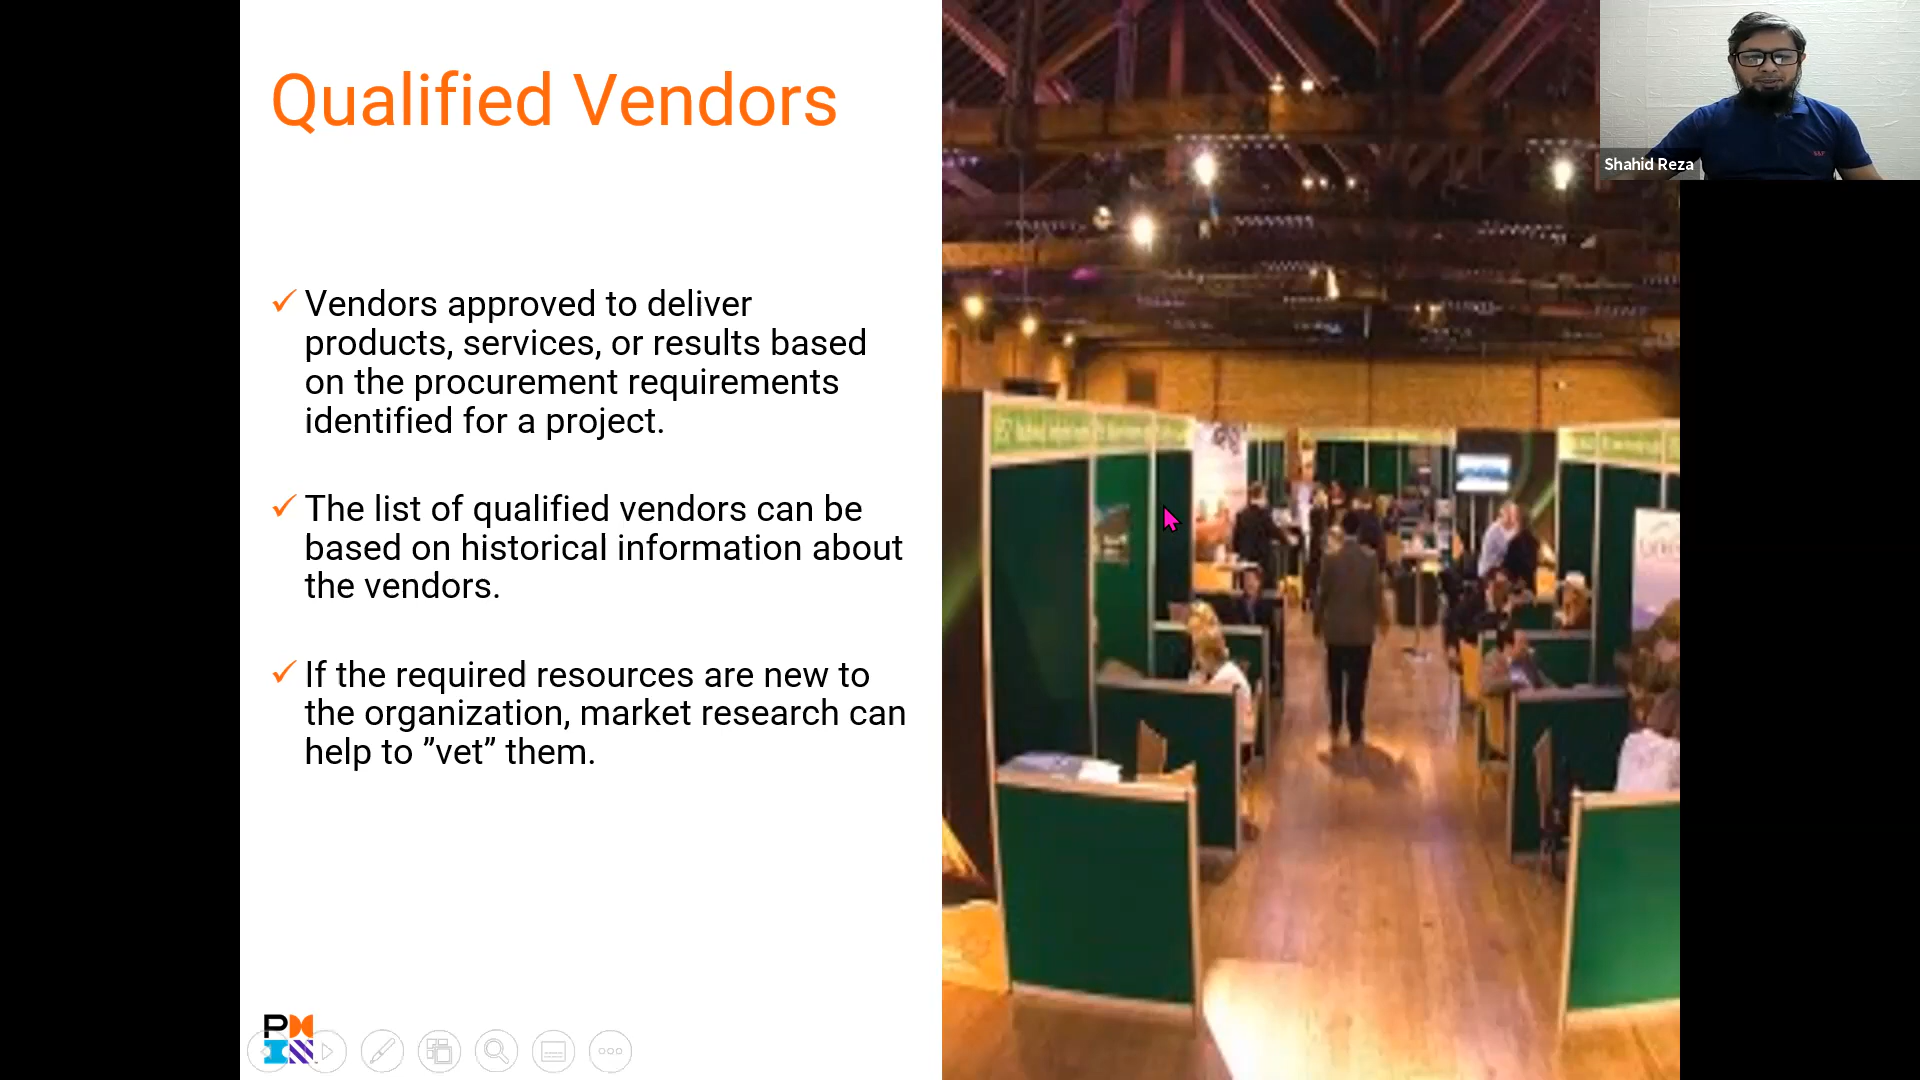 Qualified Vendors
Shahid Reza
✓ Vendors approved to deliver
products, services, or results based
on the procurement requirements
identified for a project.
✓ The list of qualified vendors can be
based on historical information about
the vendors.
✓ If the required resources are new to
the organization, market research can
help to ”vet” them.